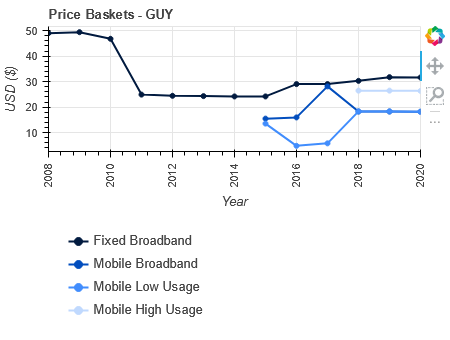 Price Baskets - GUY
50
40
30
20
10
USD ($)
2008
2010
2012
2014
2016
2018
2020
Year
Fixed Broadband
Mobile Broadband
Mobile Low Usage
Mobile High Usage